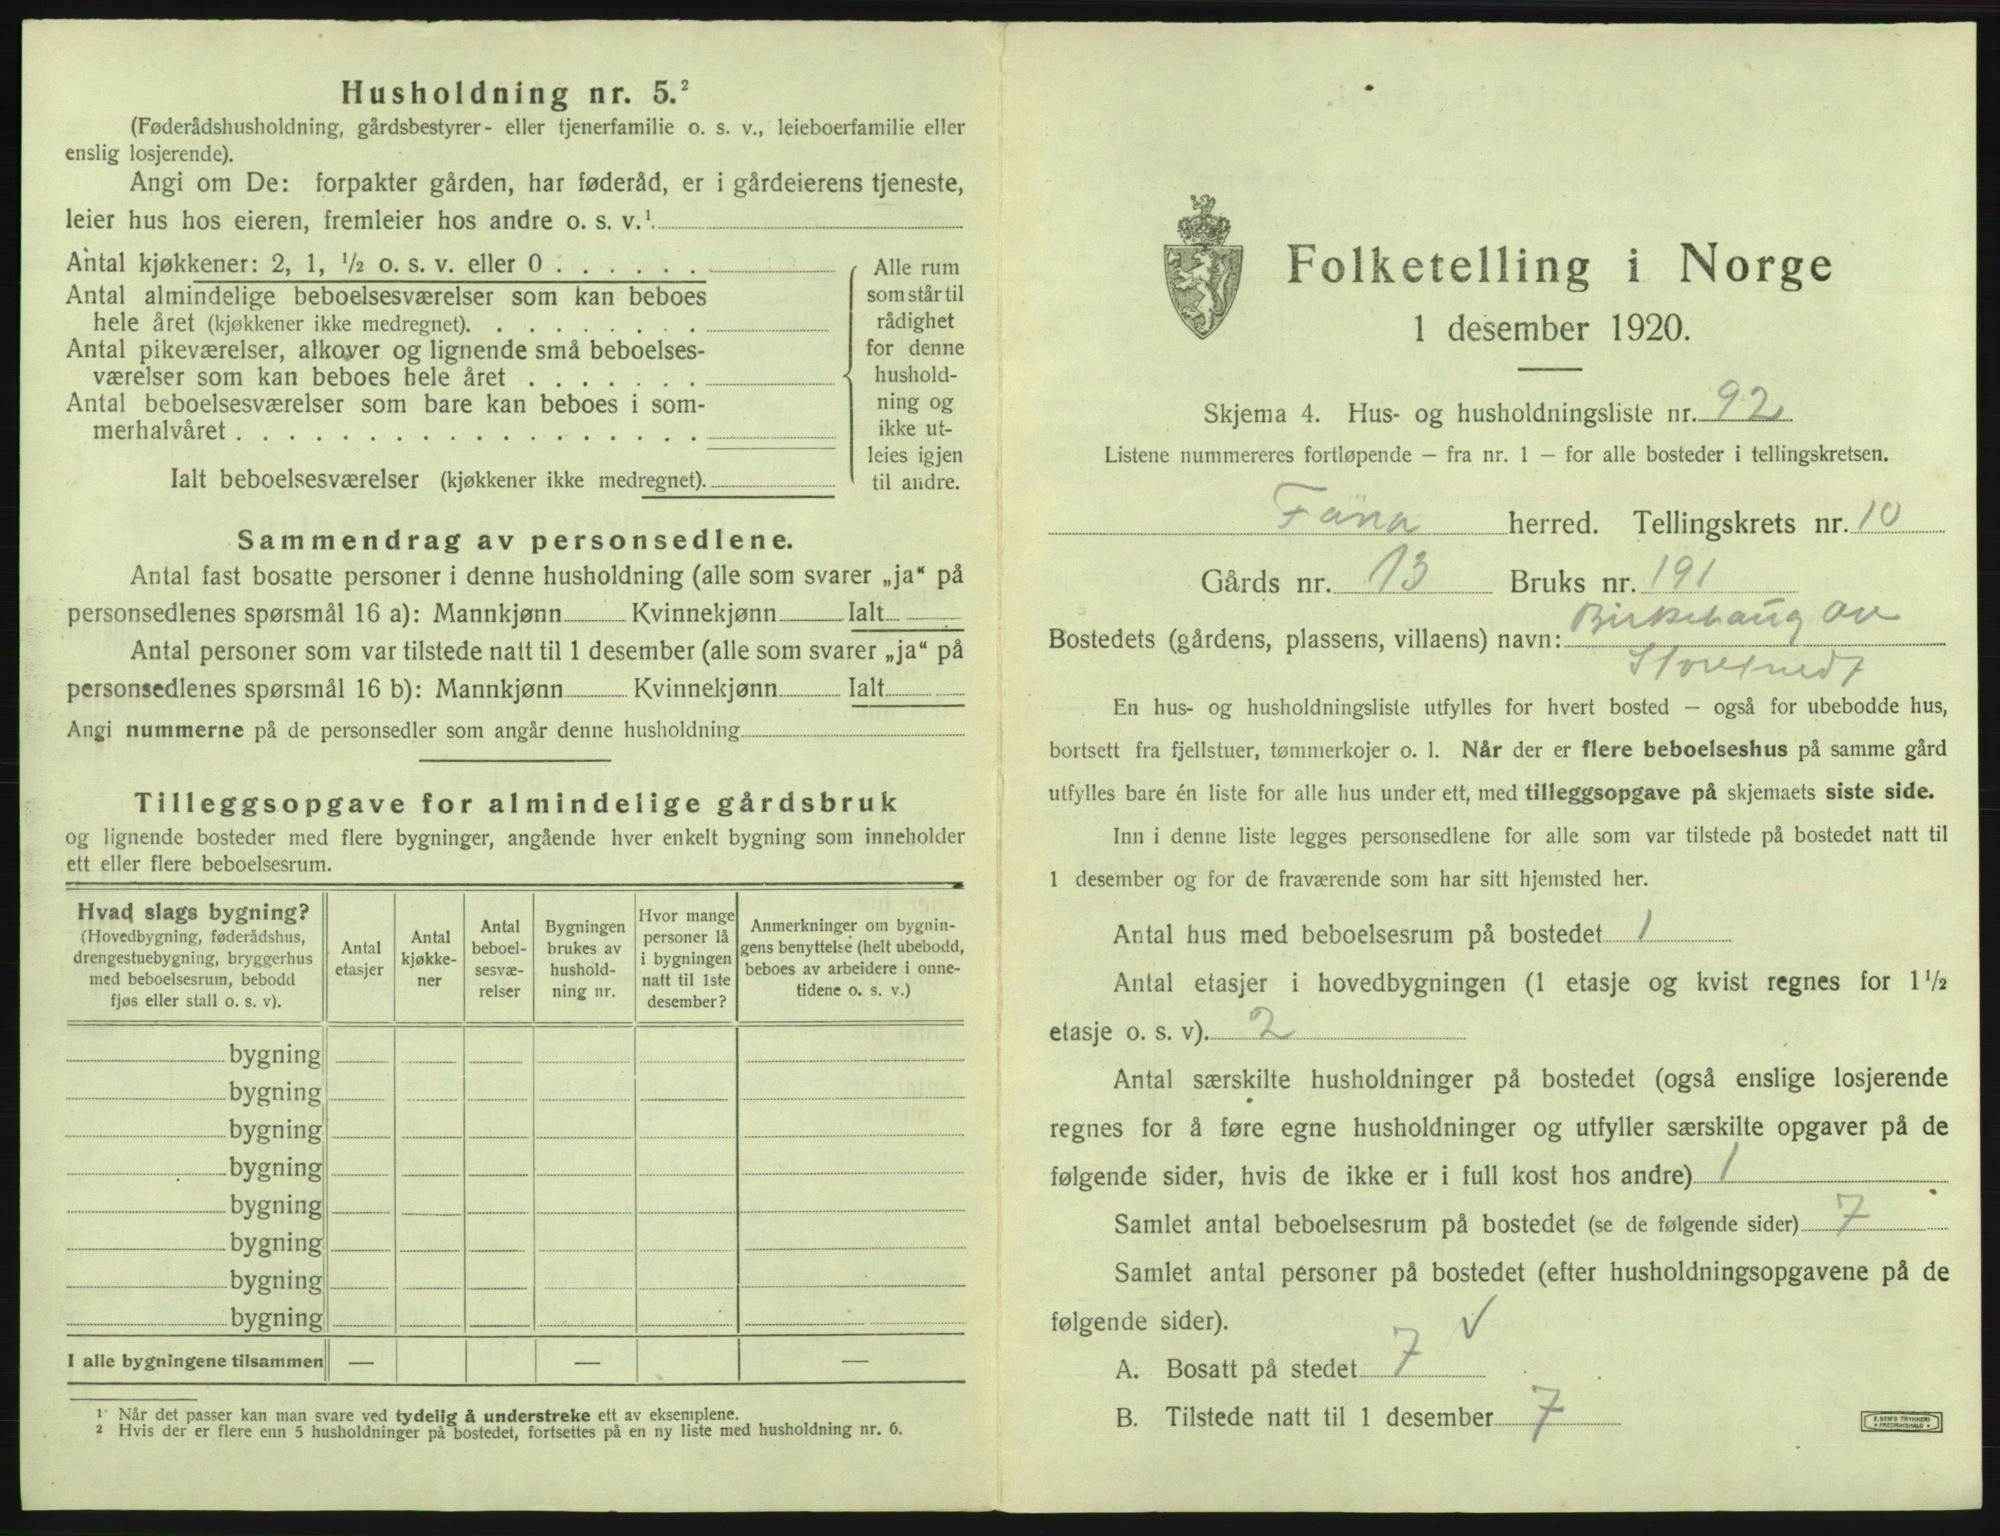 Husholdning nr. 5.²
(Føderådshusholdning, gårdsbestyrer- eller tjenerfamilie o. s. v., leieboerfamilie eller
enslig losjerende).
Angi om De: forpakter gården, har føderåd, er i gårdeierens tjeneste,
leier hus hos eieren, fremleier hos andre o. s. v.¹
Antal kjøkkener: 2, 1, ½ o. s. v. eller 0 . . . . . .
Antal almindelige beboelsesværelser som kan beboes
hele året (kjøkkener ikke medregnet). . . . . . . . .
Antal pikeværelser, alkover og lignende små beboelses-
værelser som kan beboes hele året . . . . . . .
Antal beboelsesværelser som bare kan beboes i som-
merhalvåret . . . . . . . . . . . . . . . . . .
Ialt beboelsesværelser (kjøkkener ikke medregnet).
Alle rum
som står til
rådighet
for denne
hushold-
ning og
ikke ut-
leies igjen
til andre.
Sammendrag av personsedlene.
Antal fast bosatte personer i denne husholdning (alle som svarer „ja“ på
personsedlenes spørsmål 16 a): Mannkjønn Kvinnekjønn Ialt
Antal personer som var tilstede natt til 1 desember (alle som svarer „ja“ på
personsedlenes spørsmål 16 b): Mannkjønn Kvinnekjønn Ialt
Angi nummerne på de personsedler som angår denne husholdning
Tilleggsopgave for almindelige gårdsbruk
og lignende bosteder med flere bygninger, angående hver enkelt bygning som inneholder
ett eller flere beboelsesrum.
Hvad slags bygning?
(Hovedbygning, føderådshus,
drengestuebygning, bryggerhus
med beboelsesrum, bebodd
fjøs eller stall o. s. v).
Antal
etasjer
Antal
kjøkke-
ner
Antal
beboel-
sesvæ-
relser
Bygningen
brukes av
hushold-
ning nr.
Hvor mange
personer lå
i bygningen
natt til 1ste
desember?
Anmerkninger om bygnin-
gens benyttelse (helt ubebodd,
beboes av arbeidere i onne-
tidene o. s. v.)
bygning
bygning
bygning
bygning
bygning
bygning
bygning
bygning
I alle bygningene tilsammen — — —
¹ Når det passer kan man svare ved tydelig å understreke ett av eksemplene.
² Hvis der er flere enn 5 husholdninger på bostedet, fortsettes på en ny liste med husholdning nr. 6.
Folketelling i Norge
1 desember 1920.
Skjema 4. Hus- og husholdningsliste nr. 92
Listene nummereres fortløpende – fra nr. 1 – for alle bosteder i tellingskretsen.
Fana herred. Tellingskrets nr. 10
Gårds nr. 13 Bruks nr. 191
Bostedets (gårdens, plassens, villaens) navn: Birkehaug av
En hus- og husholdningsliste utfylles for hvert bosted – også for ubebodde hus,
bortsett fra fjellstuer, tømmerkojer o. l. Når der er flere beboelseshus på samme gård
utfylles bare én liste for alle hus under ett, med tilleggsopgave på skjemaets siste side.
Inn i denne liste legges personsedlene for alle som var tilstede på bostedet natt til
1 desember og for de fraværende som har sitt hjemsted her.
Antal hus med beboelsesrum på bostedet 1
Antal etasjer i hovedbygningen (1 etasje og kvist regnes for 1½
etasje o. s. v). 2
Antal særskilte husholdninger på bostedet (også enslige losjerende
regnes for å føre egne husholdninger og utfyller særskilte opgaver på de
følgende sider, hvis de ikke er i full kost hos andre) 1
Samlet antal beboelsesrum på bostedet (se de følgende sider) 7
Samlet antal personer på bostedet (efter husholdningsopgavene på de
følgende sider). √
A. Bosatt på stedet 7
B. Tilstede natt til 1 desember 7
E. SEM'S TRYKKERI
FREDRIKSHALD